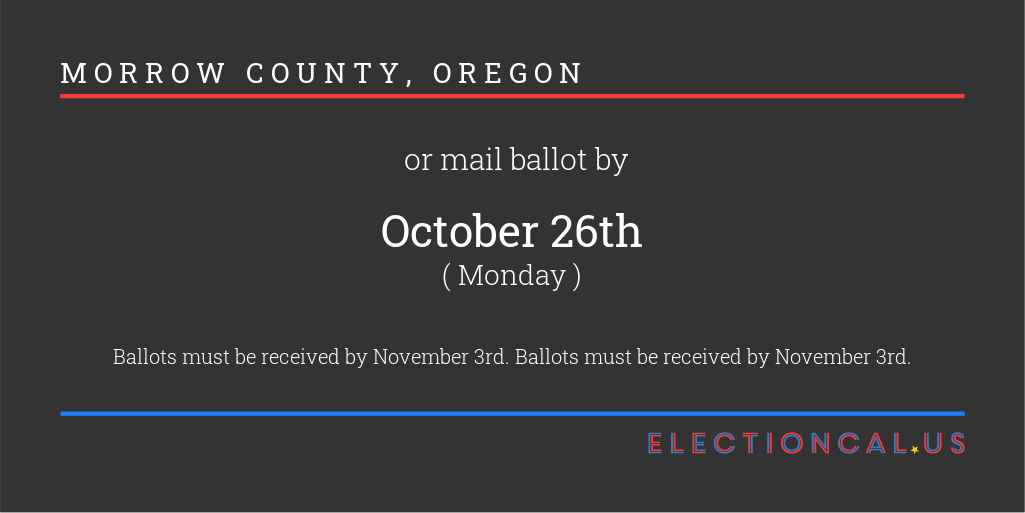 MORROW COUNTY, OREGON
or mail ballot by
October 26th
( Monday )
Ballots must be received by November 3rd. Ballots must be received by November 3rd.
ELECTIONCAL.US